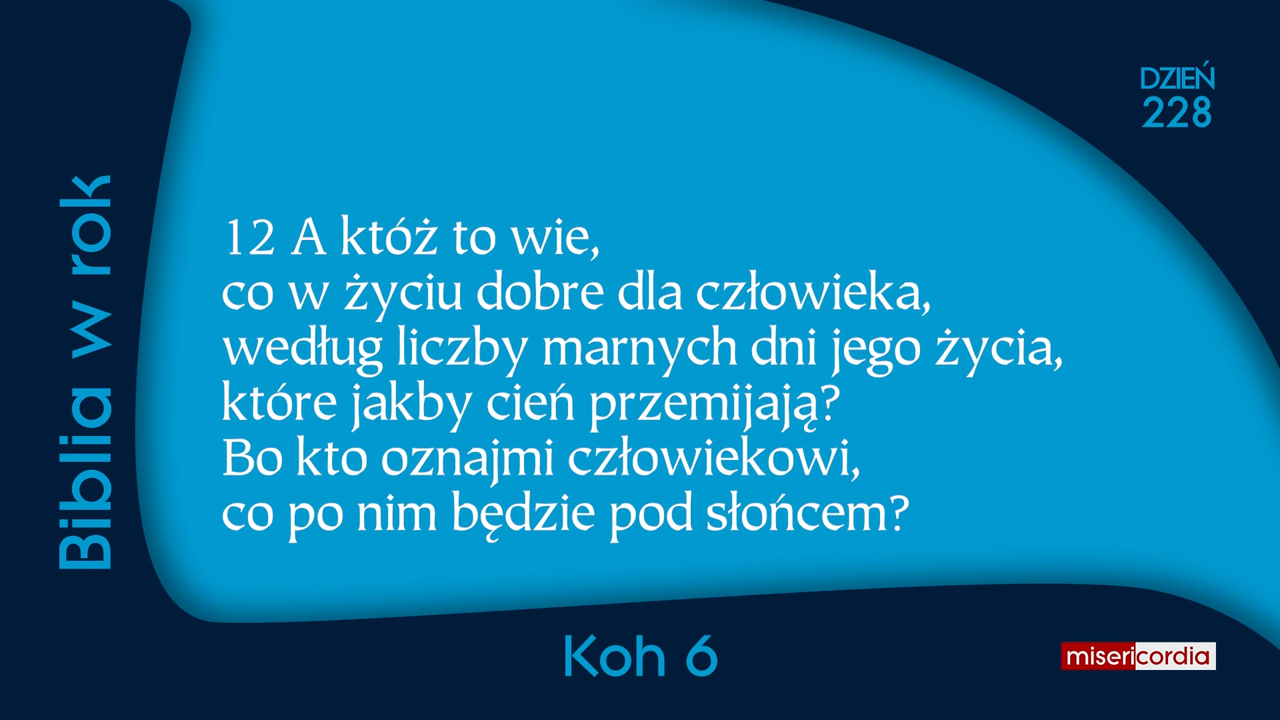 DZIEŃ
228
Biblia w rok
12 A któż to wie,
co w życiu dobre dla człowieka,
według liczby marnych dni jego życia,
które jakby cień przemijają?
Bo kto oznajmi człowiekowi,
co po nim będzie pod słońcem?
Koh 6
misericordia